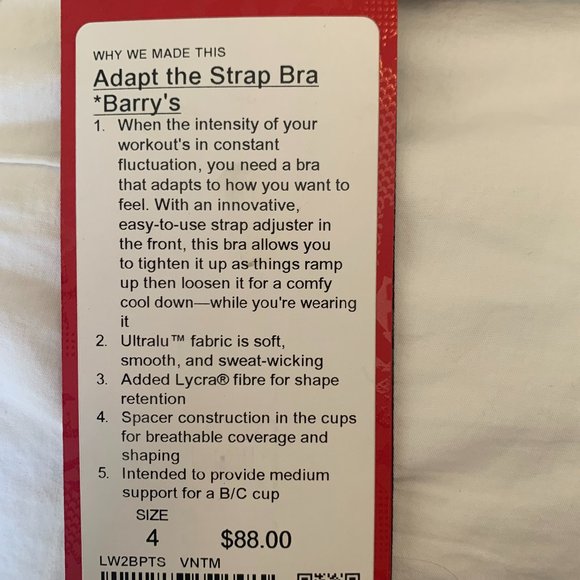 WHY WE MADE THIS
Adapt the Strap Bra
*Barry's
1. When the intensity of your
workout's in constant
fluctuation, you need a bra
that adapts to how you want to
feel. With an innovative,
easy-to-use strap adjuster in
the front, this bra allows you
to tighten it up as things ramp
up then loosen it for a comfy
cool down—while you're wearing
it
2. Ultralu™ fabric is soft,
smooth, and sweat-wicking
3. Added Lycra® fibre for shape
retention
4. Spacer construction in the cups
for breathable coverage and
shaping
5. Intended to provide medium
support for a B/C cup
SIZE
4 $88.00
LW2BPTS VNTM